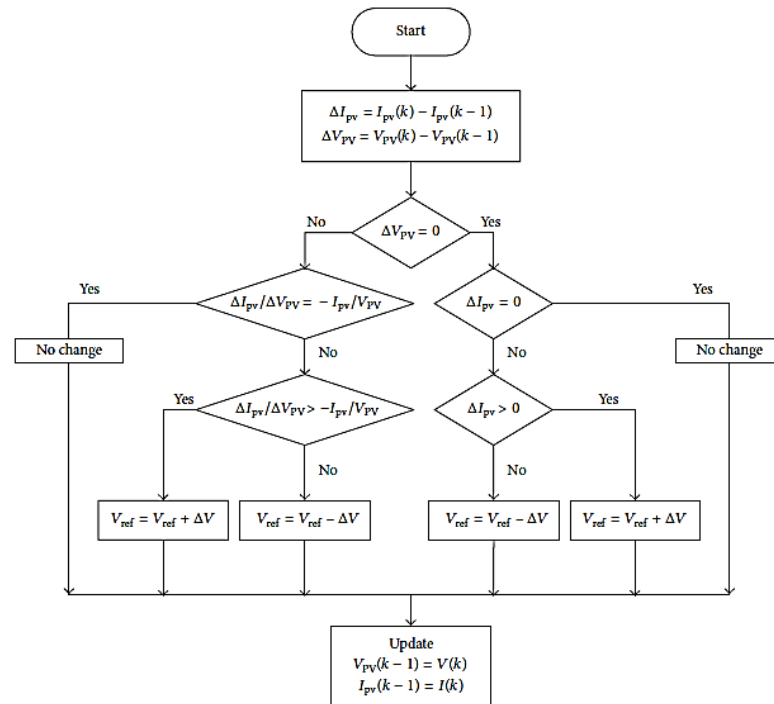 Start
ΔI_pv = I_pv(k) − I_pv(k − 1)
ΔV_PV = V_PV(k) − V_PV(k − 1)
No
ΔV_PV = 0
Yes
Yes
ΔI_pv/ΔV_PV = − I_pv/V_PV
ΔI_pv = 0
Yes
No change
No
No
No change
Yes
ΔI_pv/ΔV_PV > −I_pv/V_PV
ΔI_pv > 0
Yes
No
No
V_ref = V_ref + ΔV
V_ref = V_ref − ΔV
V_ref = V_ref − ΔV
V_ref = V_ref + ΔV
Update
V_PV(k − 1) = V(k)
I_pv(k − 1) = I(k)